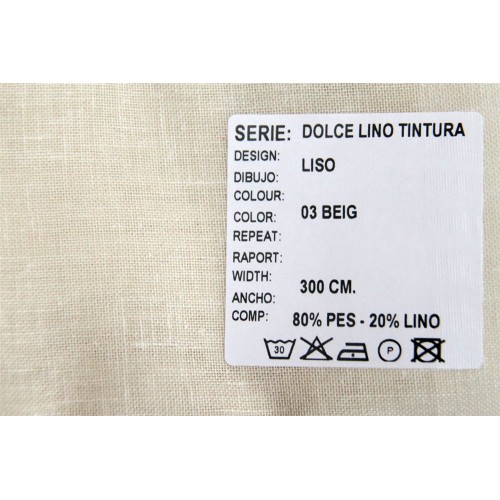 SERIE: DOLCE LINO TINTURA
DESIGN:
DIBUJO: LISO
COLOUR:
COLOR: 03 BEIG
REPEAT:
RAPORT:
WIDTH:
ANCHO: 300 CM.
COMP: 80% PES - 20% LINO
30 P